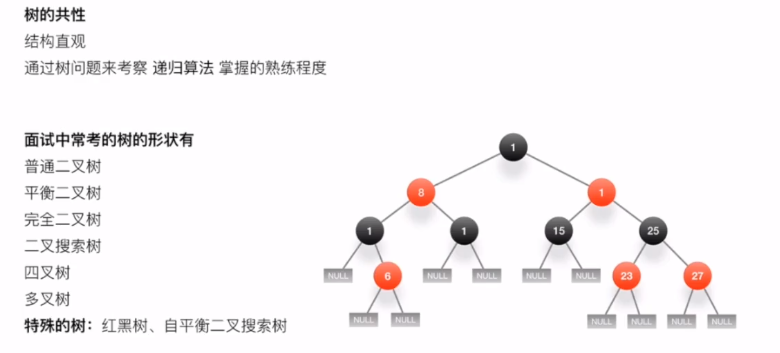 树的共性
结构直观
通过树问题来考察 递归算法 掌握的熟练程度
面试中常考的树的形状有
普通二叉树
平衡二叉树
完全二叉树
二叉搜索树
四叉树
多叉树
特殊的树：红黑树、自平衡二叉搜索树
1
8 1
1 1 15 25
NULL 6 NULL NULL NULL NULL 23 27
NULL NULL NULL NULL NULL NULL